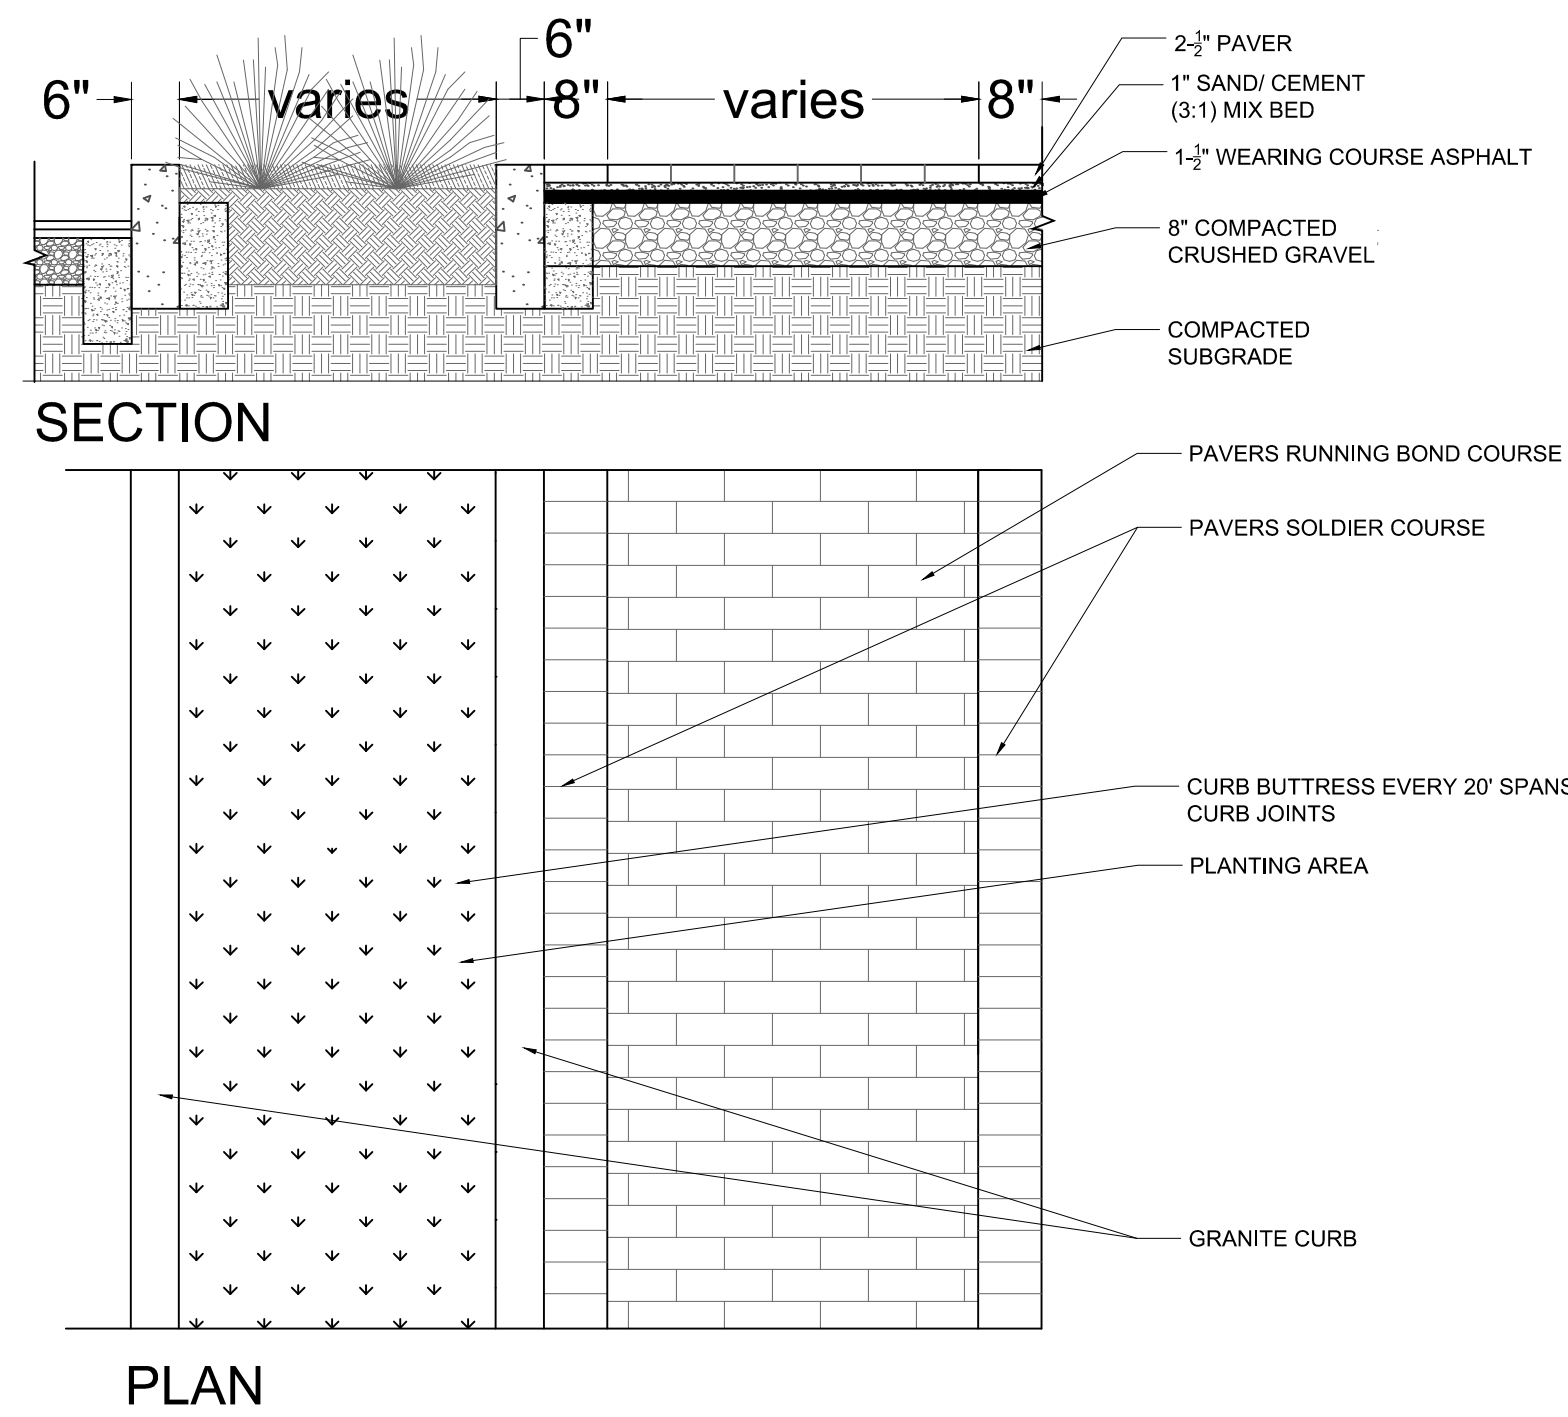 6"
6"
varies
8"
varies
8"
2-½" PAVER
1" SAND/ CEMENT
(3:1) MIX BED
1-½" WEARING COURSE ASPHALT
8" COMPACTED
CRUSHED GRAVEL
COMPACTED
SUBGRADE
SECTION
PAVERS RUNNING BOND COURSE
PAVERS SOLDIER COURSE
CURB BUTTRESS EVERY 20' SPANS
CURB JOINTS
PLANTING AREA
GRANITE CURB
PLAN